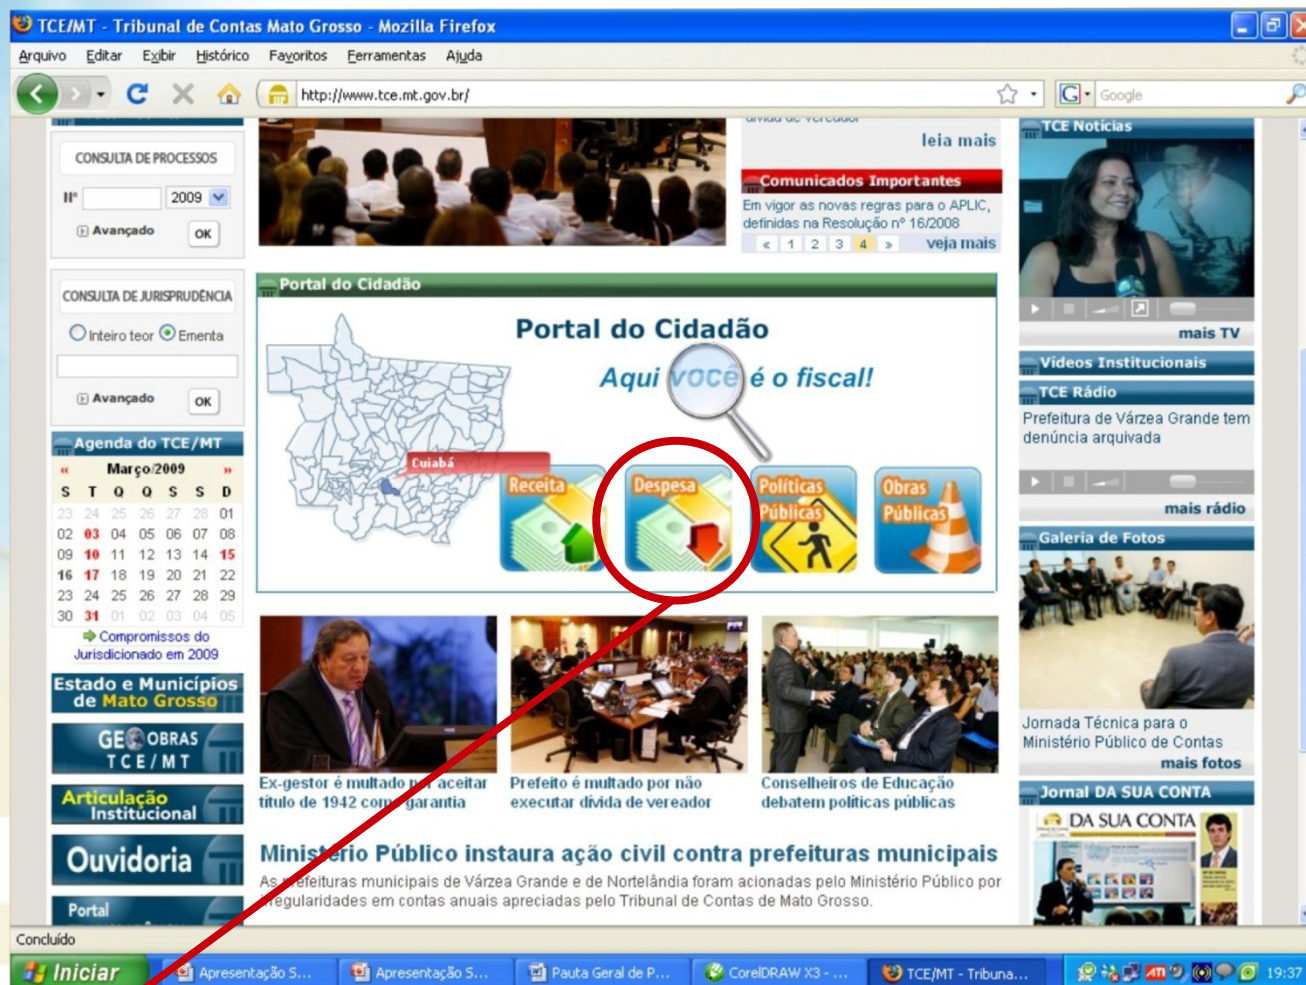 TCE/MT - Tribunal de Contas Mato Grosso - Mozilla Firefox
Arquivo Editar Exibir Histórico Favoritos Ferramentas Ajuda
http://www.tce.mt.gov.br/
G Google
CONSULTA DE PROCESSOS
Nº 2009
Avançado OK
CONSULTA DE JURISPRUDÊNCIA
Inteiro teor Ementa
Avançado OK
Agenda do TCE/MT
« Março/2009 »
S T Q Q S S D
23 24 25 26 27 28 01
02 03 04 05 06 07 08
09 10 11 12 13 14 15
16 17 18 19 20 21 22
23 24 25 26 27 28 29
30 31 01 02 03 04 05
Compromissos do
Jurisdicionado em 2009
Estado e Municípios
de Mato Grosso
GEOOBRAS
TCE/MT
Articulação
Institucional
Ouvidoria
Portal
dívida de vereador
leia mais
Comunicados Importantes
Em vigor as novas regras para o APLIC,
definidas na Resolução nº 16/2008
« 1 2 3 4 » veja mais
Portal do Cidadão
Portal do Cidadão
Aqui você é o fiscal!
Cuiabá
Receita
Despesa
Políticas
Públicas
Obras
Públicas
Ex-gestor é multado por aceitar
título de 1942 como garantia
Prefeito é multado por não
executar dívida de vereador
Conselheiros de Educação
debatem políticas públicas
Ministério Público instaura ação civil contra prefeituras municipais
As prefeituras municipais de Várzea Grande e de Nortelândia foram acionadas pelo Ministério Público por
irregularidades em contas anuais apreciadas pelo Tribunal de Contas de Mato Grosso.
TCE Notícias
mais TV
Vídeos Institucionais
TCE Rádio
Prefeitura de Várzea Grande tem
denúncia arquivada
mais rádio
Galeria de Fotos
Jornada Técnica para o
Ministério Público de Contas
mais fotos
Jornal DA SUA CONTA
DA SUA CONTA
Concluído
Iniciar
Apresentação S...
Apresentação S...
Pauta Geral de P...
CorelDRAW X3 - ...
TCE/MT - Tribuna...
ATI
19:37